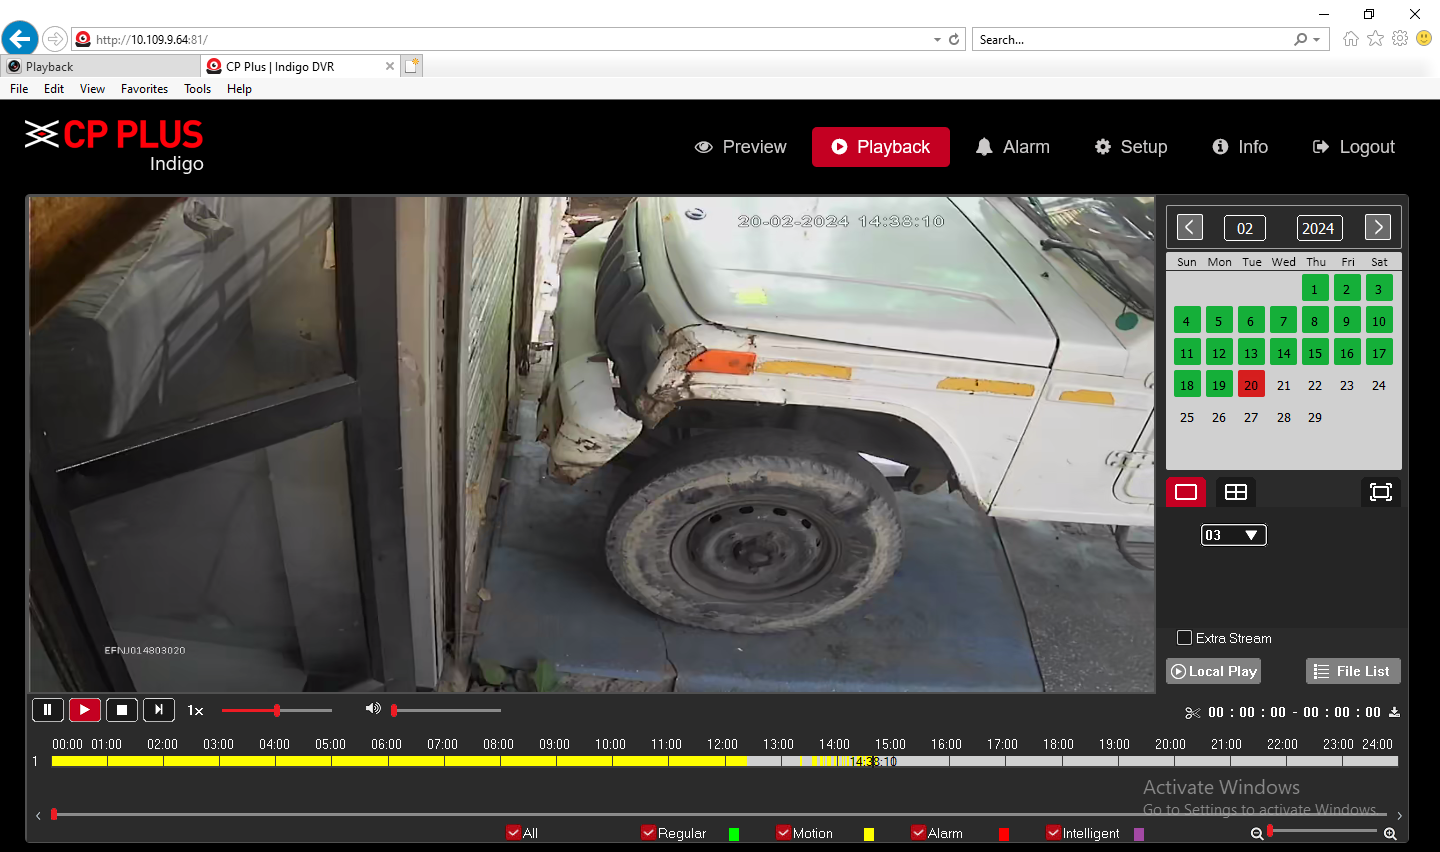 http://10.109.9.64:81/
Search...
Playback
CP Plus | Indigo DVR
File Edit View Favorites Tools Help
CP PLUS
Indigo
Preview Playback Alarm Setup Info Logout
20-02-2024 14:38:10
02 2024
Sun Mon Tue Wed Thu Fri Sat
1 2 3
4 5 6 7 8 9 10
11 12 13 14 15 16 17
18 19 20 21 22 23 24
25 26 27 28 29
03
EFNJ014803020
Extra Stream
Local Play File List
1x
00 : 00 : 00 - 00 : 00 : 00
00:00 01:00 02:00 03:00 04:00 05:00 06:00 07:00 08:00 09:00 10:00 11:00 12:00 13:00 14:00 15:00 16:00 17:00 18:00 19:00 20:00 21:00 22:00 23:00 24:00
1 14:38:10
Activate Windows
Go to Settings to activate Windows.
All Regular Motion Alarm Intelligent